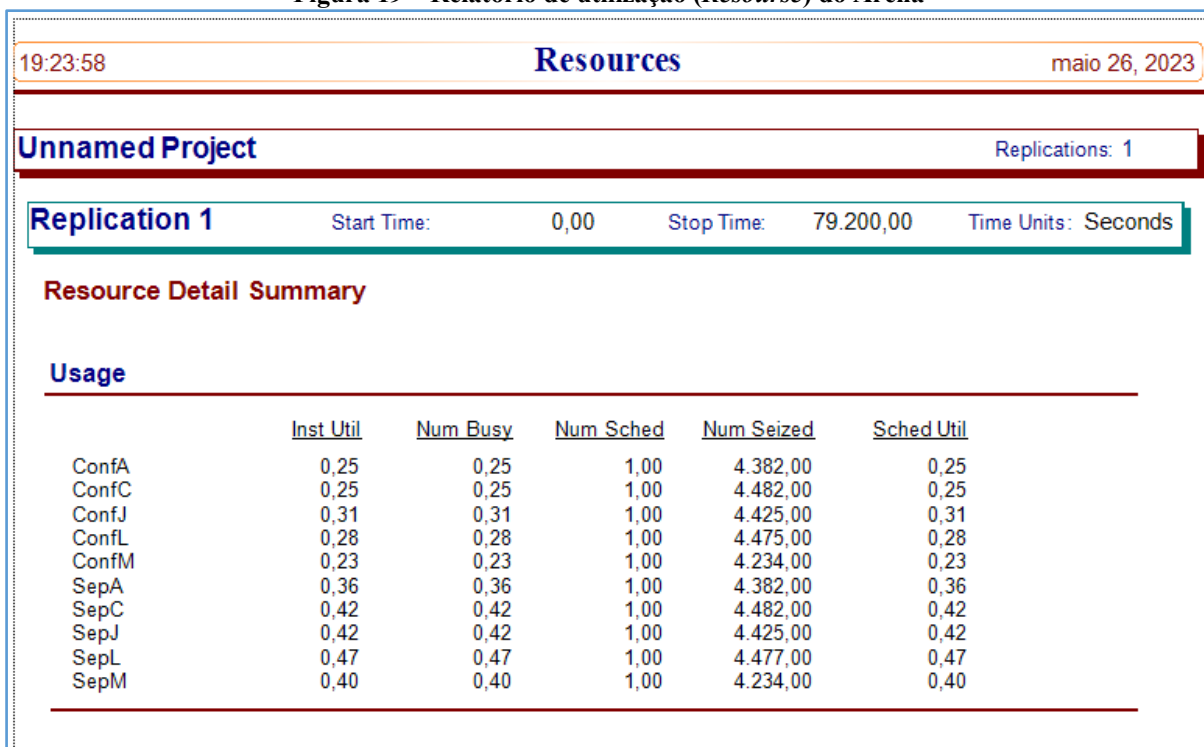 Figura 19 – Relatório de utilização (Resourse) do Arena
19:23:58 Resources maio 26, 2023
Unnamed Project Replications: 1
Replication 1 Start Time: 0,00 Stop Time: 79.200,00 Time Units: Seconds
Resource Detail Summary
Usage
Inst Util Num Busy Num Sched Num Seized Sched Util
ConfA 0,25 0,25 1,00 4.382,00 0,25
ConfC 0,25 0,25 1,00 4.482,00 0,25
ConfJ 0,31 0,31 1,00 4.425,00 0,31
ConfL 0,28 0,28 1,00 4.475,00 0,28
ConfM 0,23 0,23 1,00 4.234,00 0,23
SepA 0,36 0,36 1,00 4.382,00 0,36
SepC 0,42 0,42 1,00 4.482,00 0,42
SepJ 0,42 0,42 1,00 4.425,00 0,42
SepL 0,47 0,47 1,00 4.477,00 0,47
SepM 0,40 0,40 1,00 4.234,00 0,40